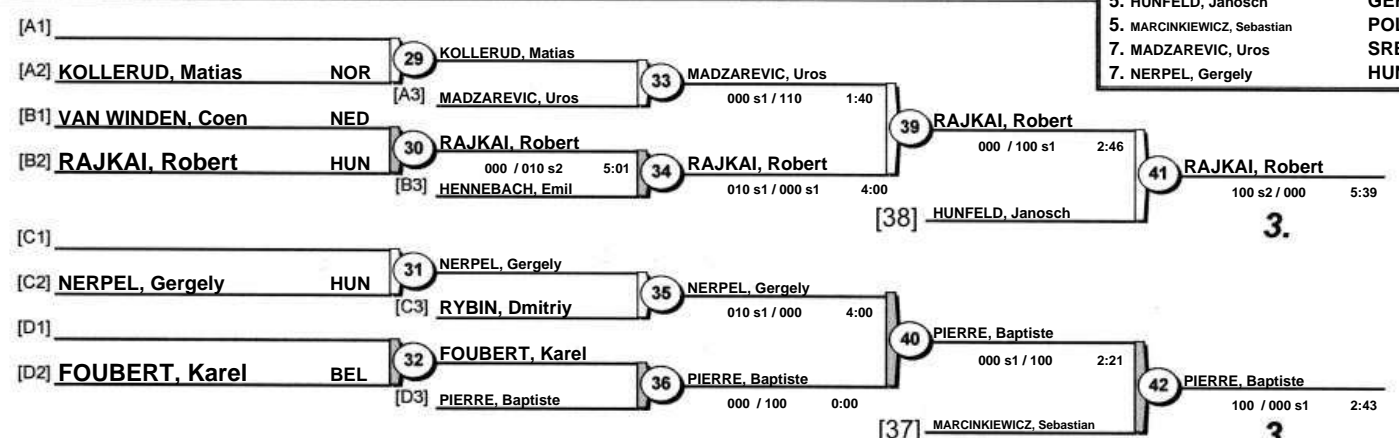 5. HUNFELD, Janosch
5. MARCINKIEWICZ, Sebastian
7. MADZAREVIC, Uros
7. NERPEL, Gergely HUN
[A1]
[A2] KOLLERUD, Matias NOR
29
KOLLERUD, Matias
[A3] MADZAREVIC, Uros
33
MADZAREVIC, Uros
000 s1 / 110 1:40
[B1] VAN WINDEN, Coen NED
[B2] RAJKAI, Robert HUN
30
RAJKAI, Robert
000 / 010 s2 5:01
[B3] HENNEBACH, Emil
34
RAJKAI, Robert
010 s1 / 000 s1 4:00
39
RAJKAI, Robert
000 / 100 s1 2:46
[38] HUNFELD, Janosch
41
RAJKAI, Robert
100 s2 / 000 5:39
3.
[C1]
[C2] NERPEL, Gergely HUN
31
NERPEL, Gergely
[C3] RYBIN, Dmitriy
35
NERPEL, Gergely
010 s1 / 000 4:00
[D1]
[D2] FOUBERT, Karel BEL
32
FOUBERT, Karel
[D3] PIERRE, Baptiste
36
PIERRE, Baptiste
000 / 100 0:00
40
PIERRE, Baptiste
000 s1 / 100 2:21
[37] MARCINKIEWICZ, Sebastian
42
PIERRE, Baptiste
100 / 000 s1 2:43
3